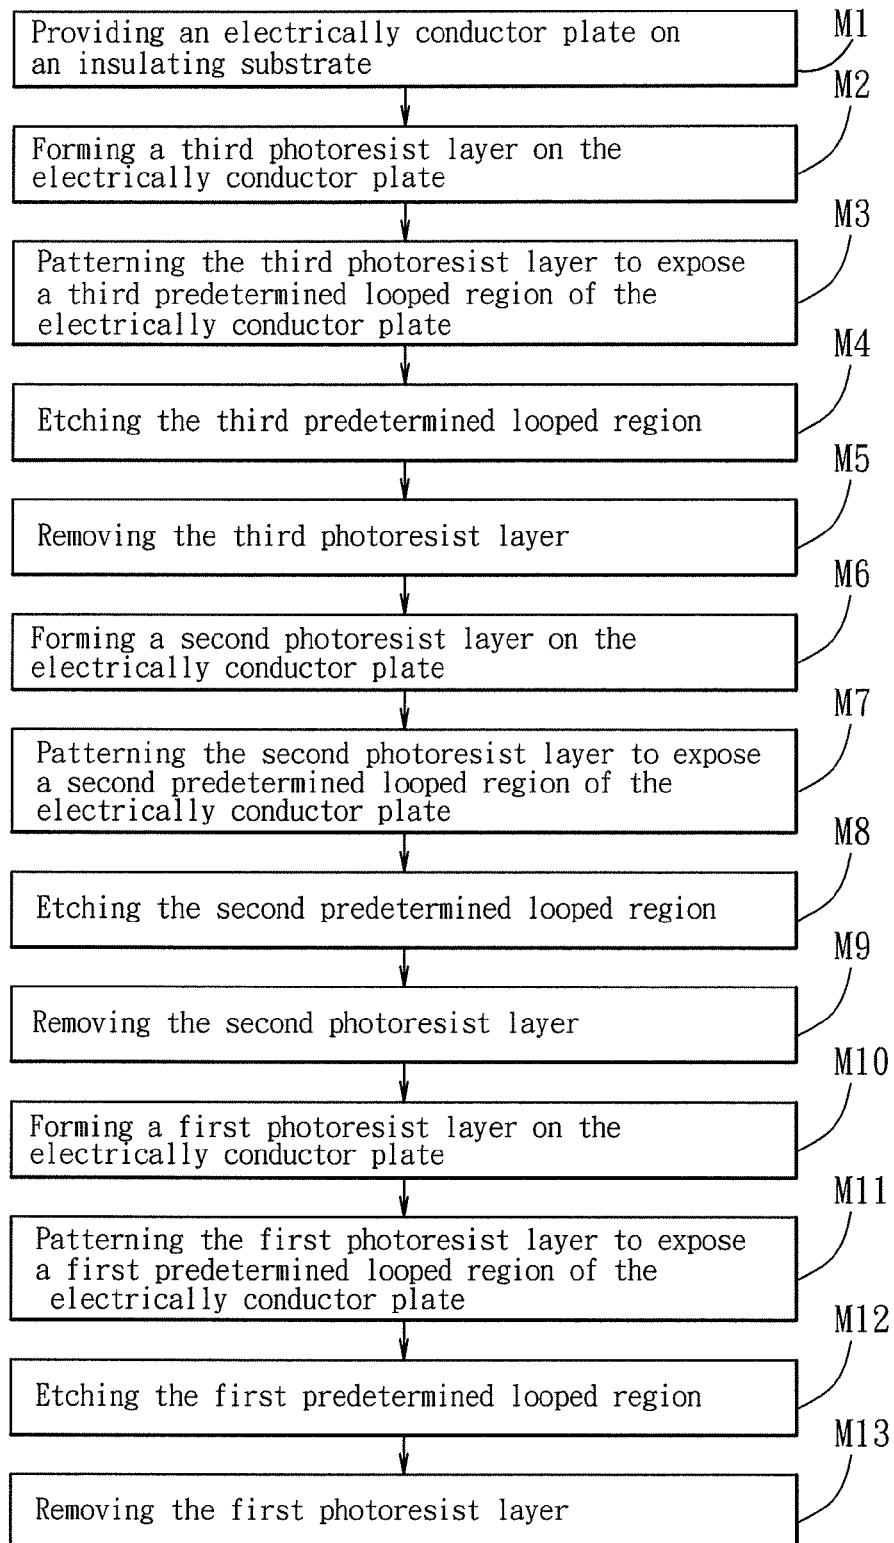 Providing an electrically conductor plate on
an insulating substrate
M1
Forming a third photoresist layer on the
electrically conductor plate
M2
Patterning the third photoresist layer to expose
a third predetermined looped region of the
electrically conductor plate
M3
Etching the third predetermined looped region
M4
Removing the third photoresist layer
M5
Forming a second photoresist layer on the
electrically conductor plate
M6
Patterning the second photoresist layer to expose
a second predetermined looped region of the
electrically conductor plate
M7
Etching the second predetermined looped region
M8
Removing the second photoresist layer
M9
Forming a first photoresist layer on the
electrically conductor plate
M10
Patterning the first photoresist layer to expose
a first predetermined looped region of the
electrically conductor plate
M11
Etching the first predetermined looped region
M12
Removing the first photoresist layer
M13